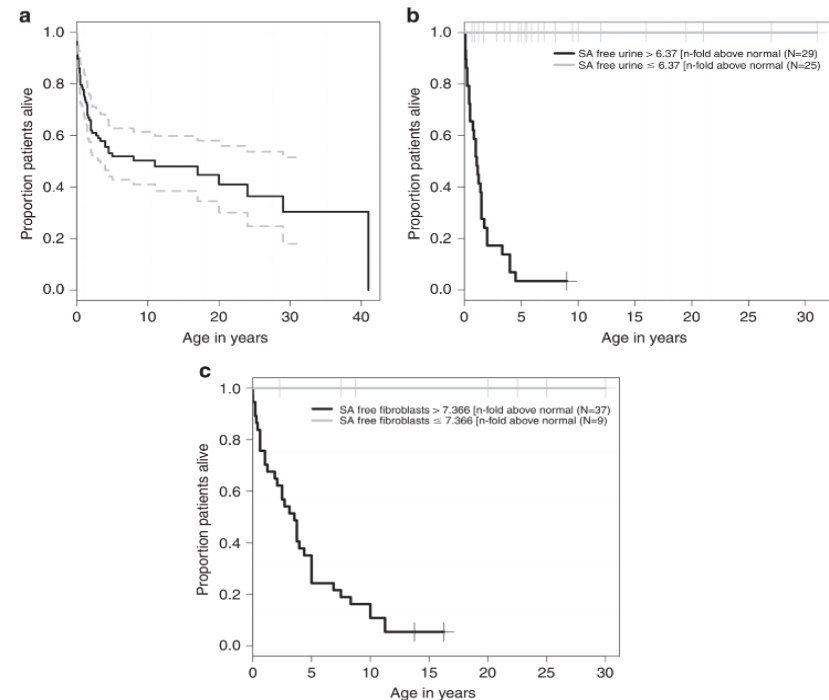 a
1.0
0.8
0.6
0.4
0.2
0.0
Proportion patients alive
0 10 20 30 40
Age in years
b
1.0
0.8
0.6
0.4
0.2
0.0
Proportion patients alive
SA free urine > 6.37 [n-fold above normal (N=29)
SA free urine ≤ 6.37 [n-fold above normal (N=25)
0 5 10 15 20 25 30
Age in years
c
1.0
0.8
0.6
0.4
0.2
0.0
Proportion patients alive
SA free fibroblasts > 7.366 [n-fold above normal (N=37)
SA free fibroblasts ≤ 7.366 [n-fold above normal (N=9)
0 5 10 15 20 25 30
Age in years